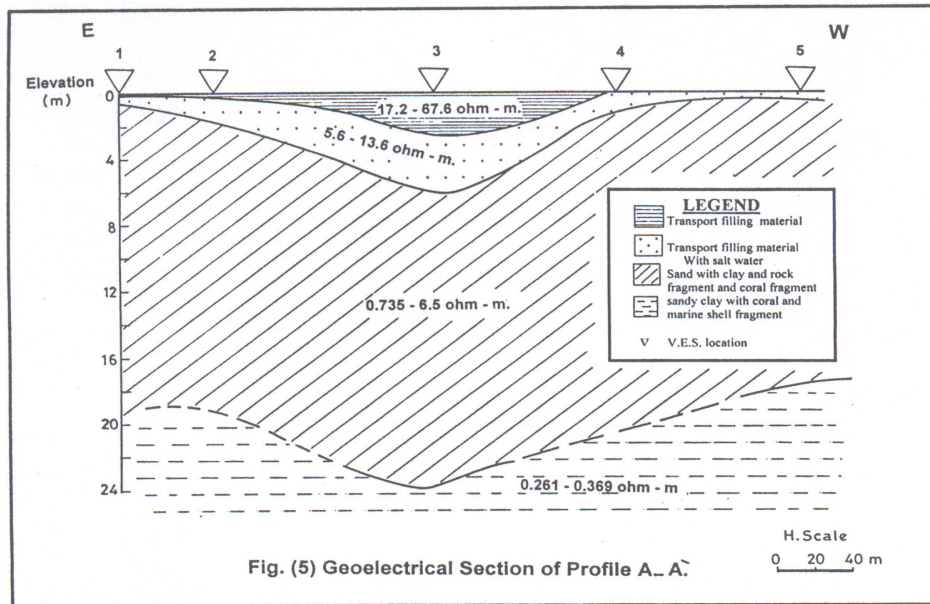 E W
1 2 3 4 5
Elevation
(m)
0
4
6
12
16
20
24
17.2 - 67.6 ohm - m.
5.6 - 13.6 ohm - m.
0.735 - 6.5 ohm - m.
0.261 - 0.369 ohm - m
LEGEND
Transport filling material
Transport filling material
With salt water
Sand with clay and rock
fragment and coral fragment
sandy clay with coral and
marine shell fragment
V V.E.S. location
H.Scale
0 20 40 m
Fig. (5) Geoelectrical Section of Profile A_ A~.